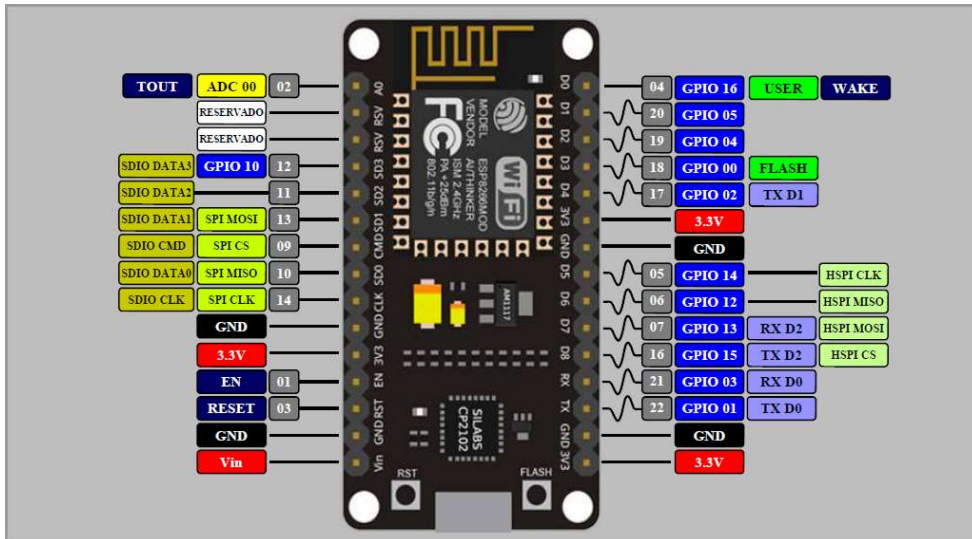 TOUT ADC 00 02 A0 D0 04 GPIO 16 USER WAKE
RESERVADO RSV D1 20 GPIO 05
RESERVADO RSV D2 19 GPIO 04
SDIO DATA3 GPIO 10 12 SD3 D3 18 GPIO 00 FLASH
SDIO DATA2 11 SD2 D4 17 GPIO 02 TX D1
SDIO DATA1 SPI MOSI 13 SD1 3V3 3.3V
SDIO CMD SPI CS 09 CMD GND GND
SDIO DATA0 SPI MISO 10 SD0 D5 05 GPIO 14 HSPI CLK
SDIO CLK SPI CLK 14 CLK D6 06 GPIO 12 HSPI MISO
GND GND D7 07 GPIO 13 RX D2 HSPI MOSI
3.3V 3V3 D8 16 GPIO 15 TX D2 HSPI CS
EN 01 EN RX 21 GPIO 03 RX D0
RESET 03 RST TX 22 GPIO 01 TX D0
GND GND GND GND
Vin Vin 3V3 3.3V
MODEL ESP8266MOD
VENDOR AI/THINKER
ISM 2.4GHz
PA +25dBm
802.11b/g/n
FC
WiFi
AM1117
SILABS
CP2102
RST
FLASH